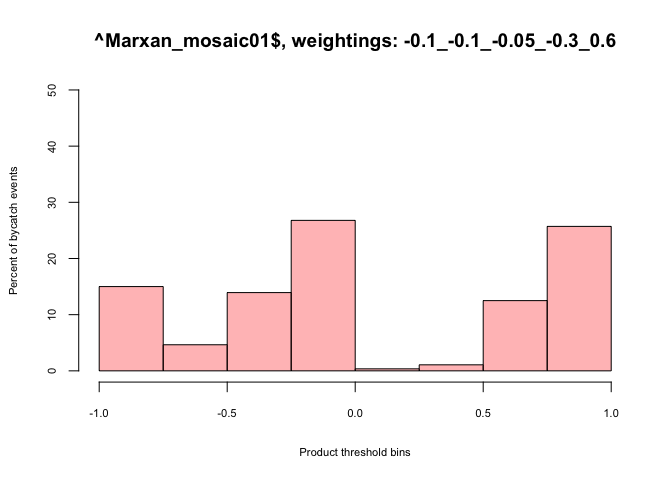 ^Marxan_mosaic01$, weightings: -0.1_-0.1_-0.05_-0.3_0.6
50
40
30
20
10
0
Percent of bycatch events
-1.0 -0.5 0.0 0.5 1.0
Product threshold bins